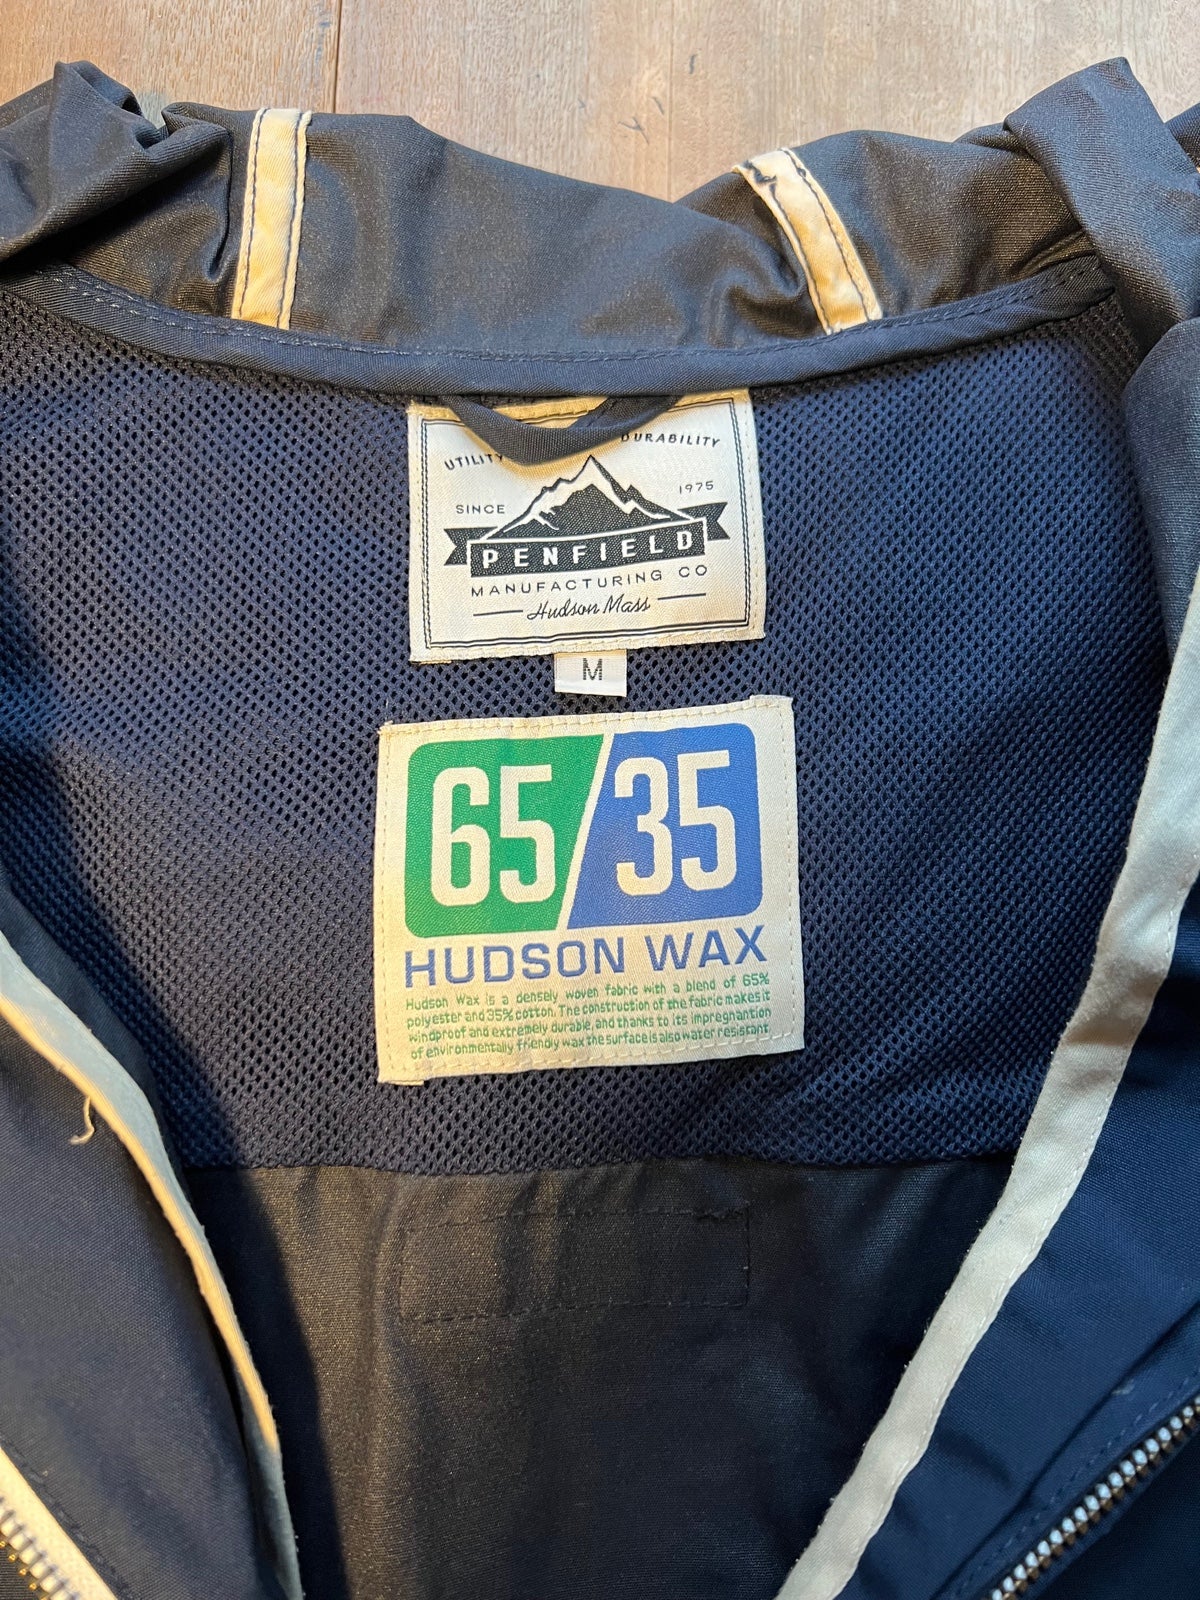 UTILITY DURABILITY
SINCE 1975
PENFIELD
MANUFACTURING CO
Hudson Mass
M
65/35
HUDSON WAX
Hudson Wax is a densely woven fabric with a blend of 65%
polyester and 35% cotton. The construction of the fabric makes it
windproof and extremely durable, and thanks to its impregnantion
of environmentally friendly wax the surface is also water resistant